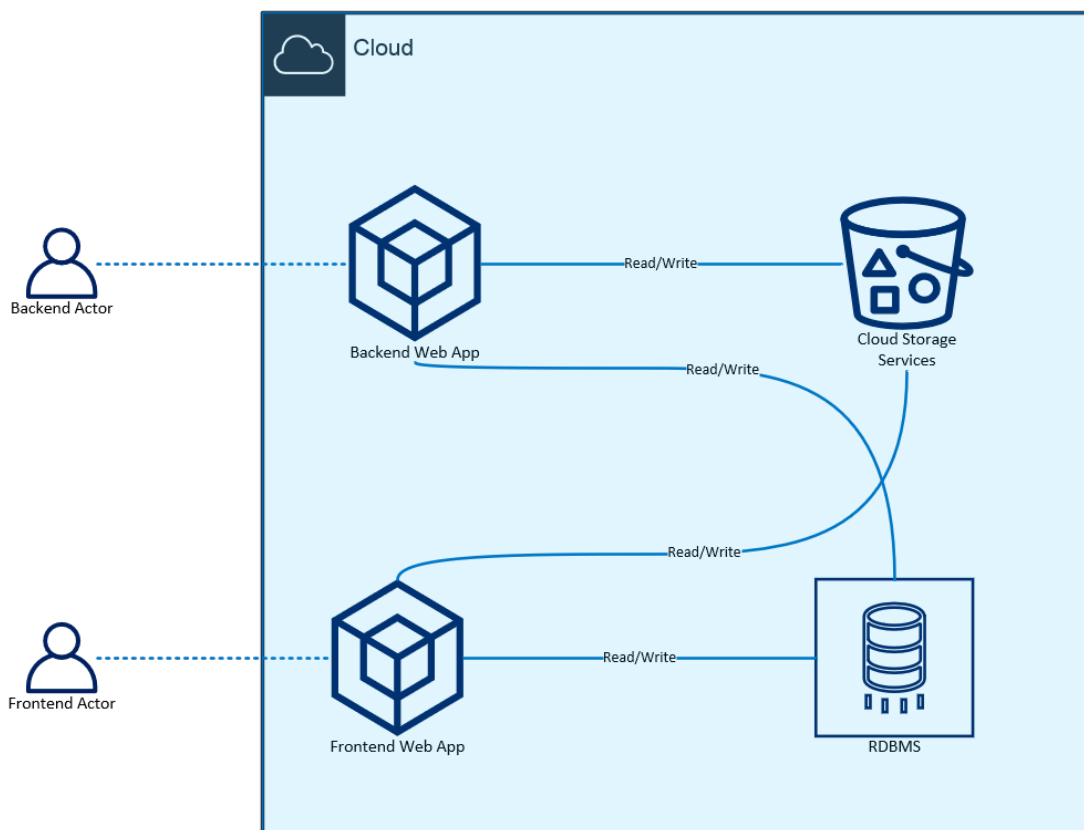 Cloud
Backend Actor
Read/Write
Backend Web App
Cloud Storage
Services
Read/Write
Read/Write
Frontend Actor
Read/Write
Frontend Web App
RDBMS